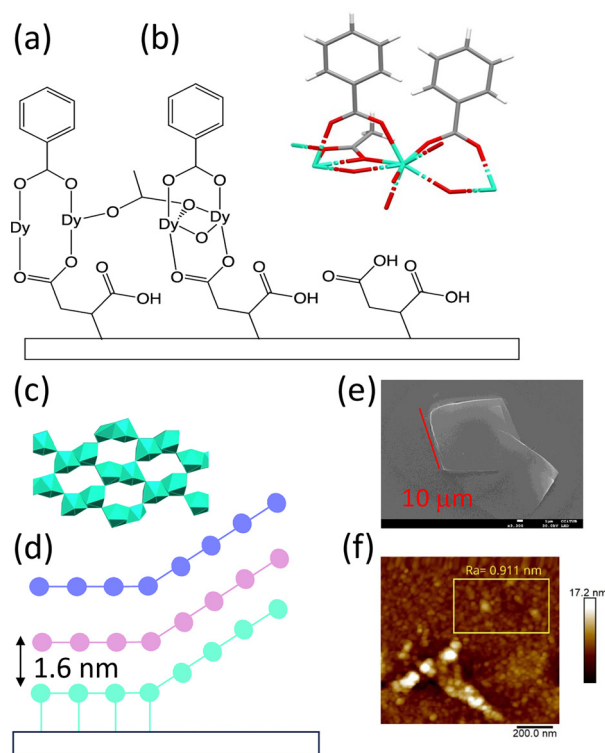 (a)
(b)
O
O
O
O
Dy
Dy
O
O
Dy
Dy
O
O
O
O
OH
O
O
O
OH
O
OH
O
OH
(c)
(e)
10 μm
(d)
(f)
1.6 nm
Ra= 0.911 nm
17.2 nm
200.0 nm